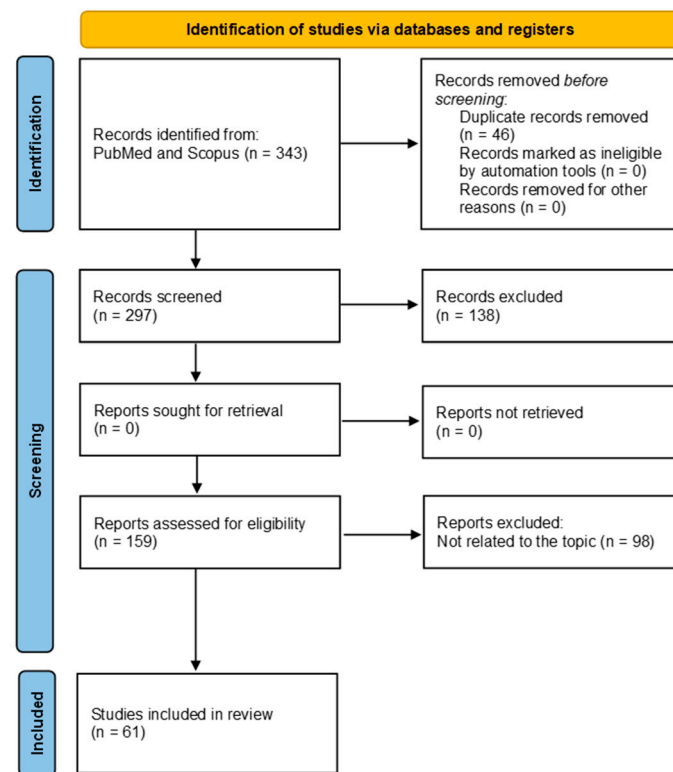 Identification of studies via databases and registers
Identification
Records identified from:
PubMed and Scopus (n = 343)
Records removed before
screening:
Duplicate records removed
(n = 46)
Records marked as ineligible
by automation tools (n = 0)
Records removed for other
reasons (n = 0)
Screening
Records screened
(n = 297)
Records excluded
(n = 138)
Reports sought for retrieval
(n = 0)
Reports not retrieved
(n = 0)
Reports assessed for eligibility
(n = 159)
Reports excluded:
Not related to the topic (n = 98)
Included
Studies included in review
(n = 61)